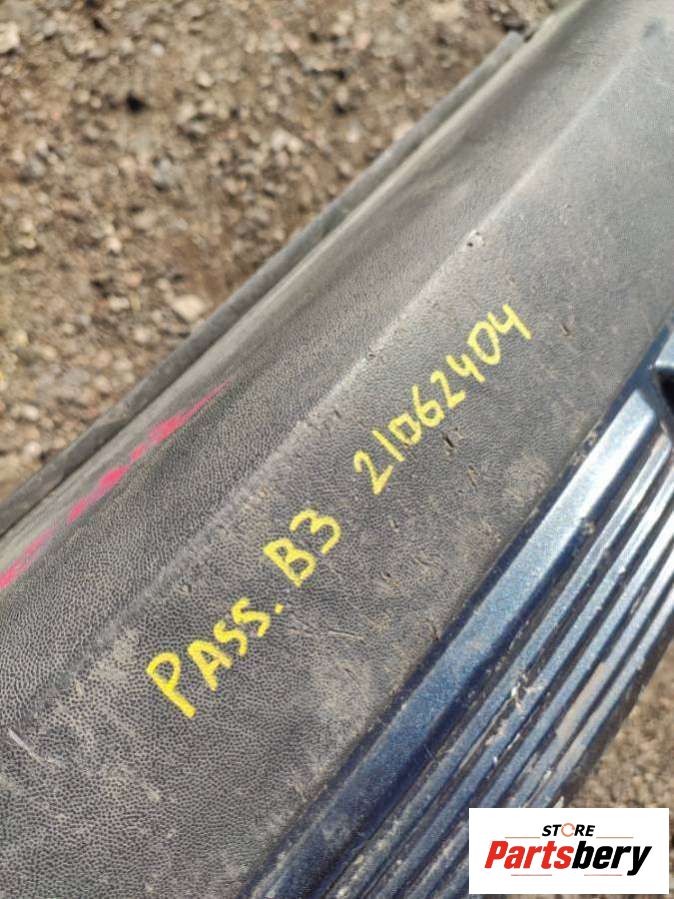 PASS. B3 21062404
STORE
Partsbery